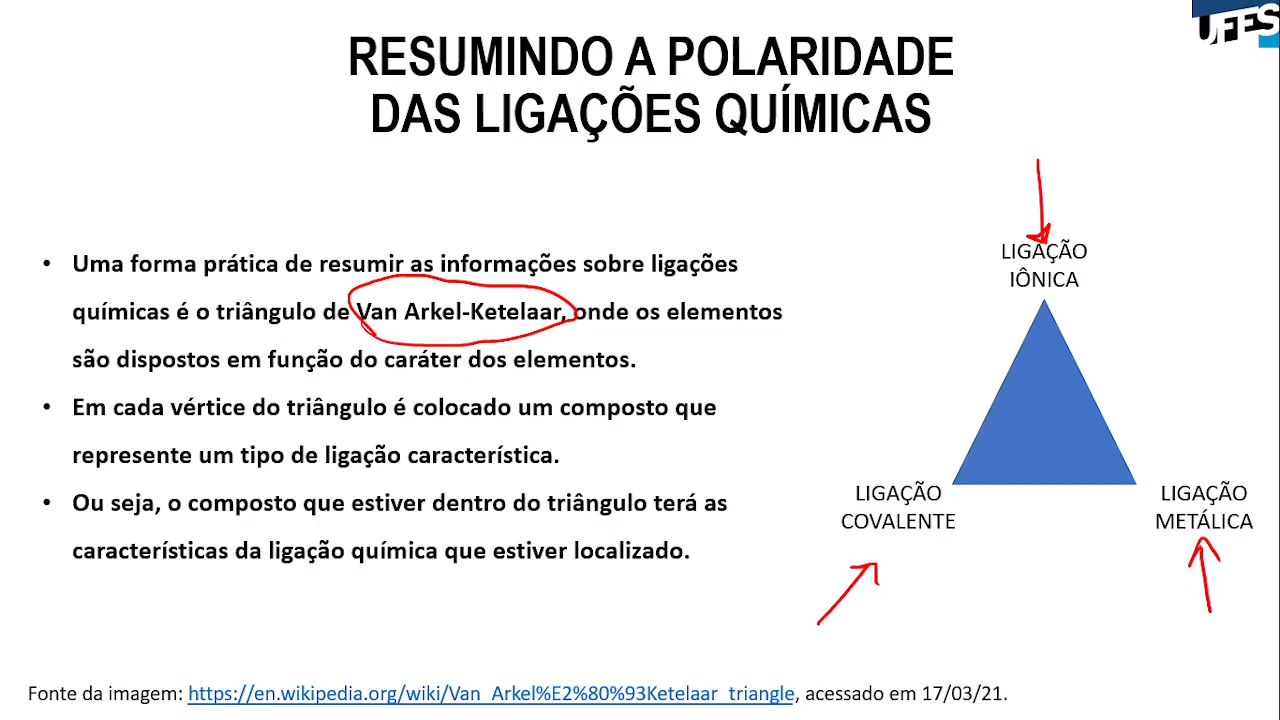 UFES
RESUMINDO A POLARIDADE
DAS LIGAÇÕES QUÍMICAS
• Uma forma prática de resumir as informações sobre ligações
químicas é o triângulo de Van Arkel-Ketelaar, onde os elementos
são dispostos em função do caráter dos elementos.
• Em cada vértice do triângulo é colocado um composto que
represente um tipo de ligação característica.
• Ou seja, o composto que estiver dentro do triângulo terá as
características da ligação química que estiver localizado.
LIGAÇÃO
IÔNICA
LIGAÇÃO
COVALENTE
LIGAÇÃO
METÁLICA
Fonte da imagem: https://en.wikipedia.org/wiki/Van_Arkel%E2%80%93Ketelaar_triangle, acessado em 17/03/21.